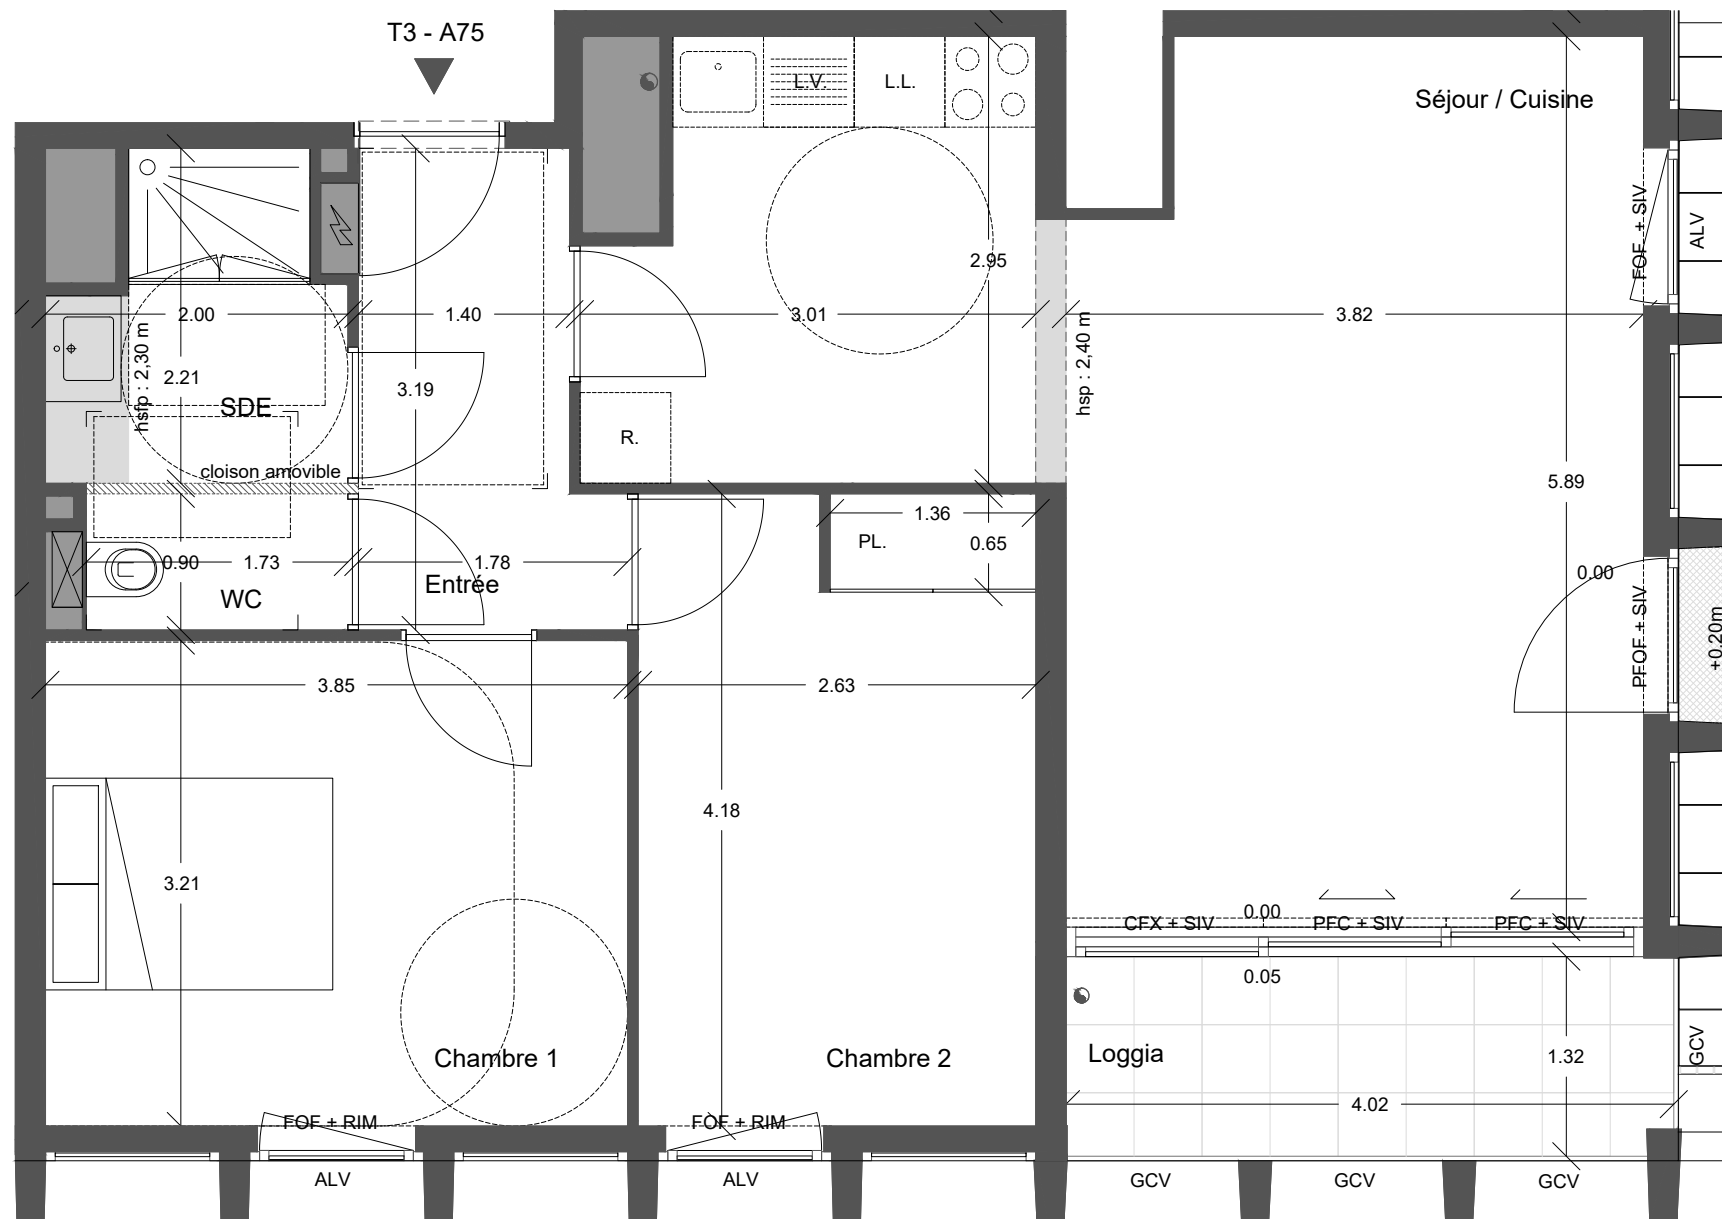 T3 - A75
L.V.
L.L.
Séjour / Cuisine
FOF + SIV
ALV
2.95
2.00
1.40
3.01
3.82
hsfp : 2,30 m
hsp : 2,40 m
2.21
3.19
SDE
R.
cloison amovible
5.89
1.36
PL.
0.65
0.90
1.73
1.78
Entrée
WC
0.00
PFOF + SIV
+0.20m
3.85
2.63
4.18
3.21
CFX + SIV
0.00
PFC + SIV
PFC + SIV
0.05
Chambre 1
Chambre 2
Loggia
1.32
GCV
4.02
FOF + RIM
FOF + RIM
ALV
ALV
GCV
GCV
GCV